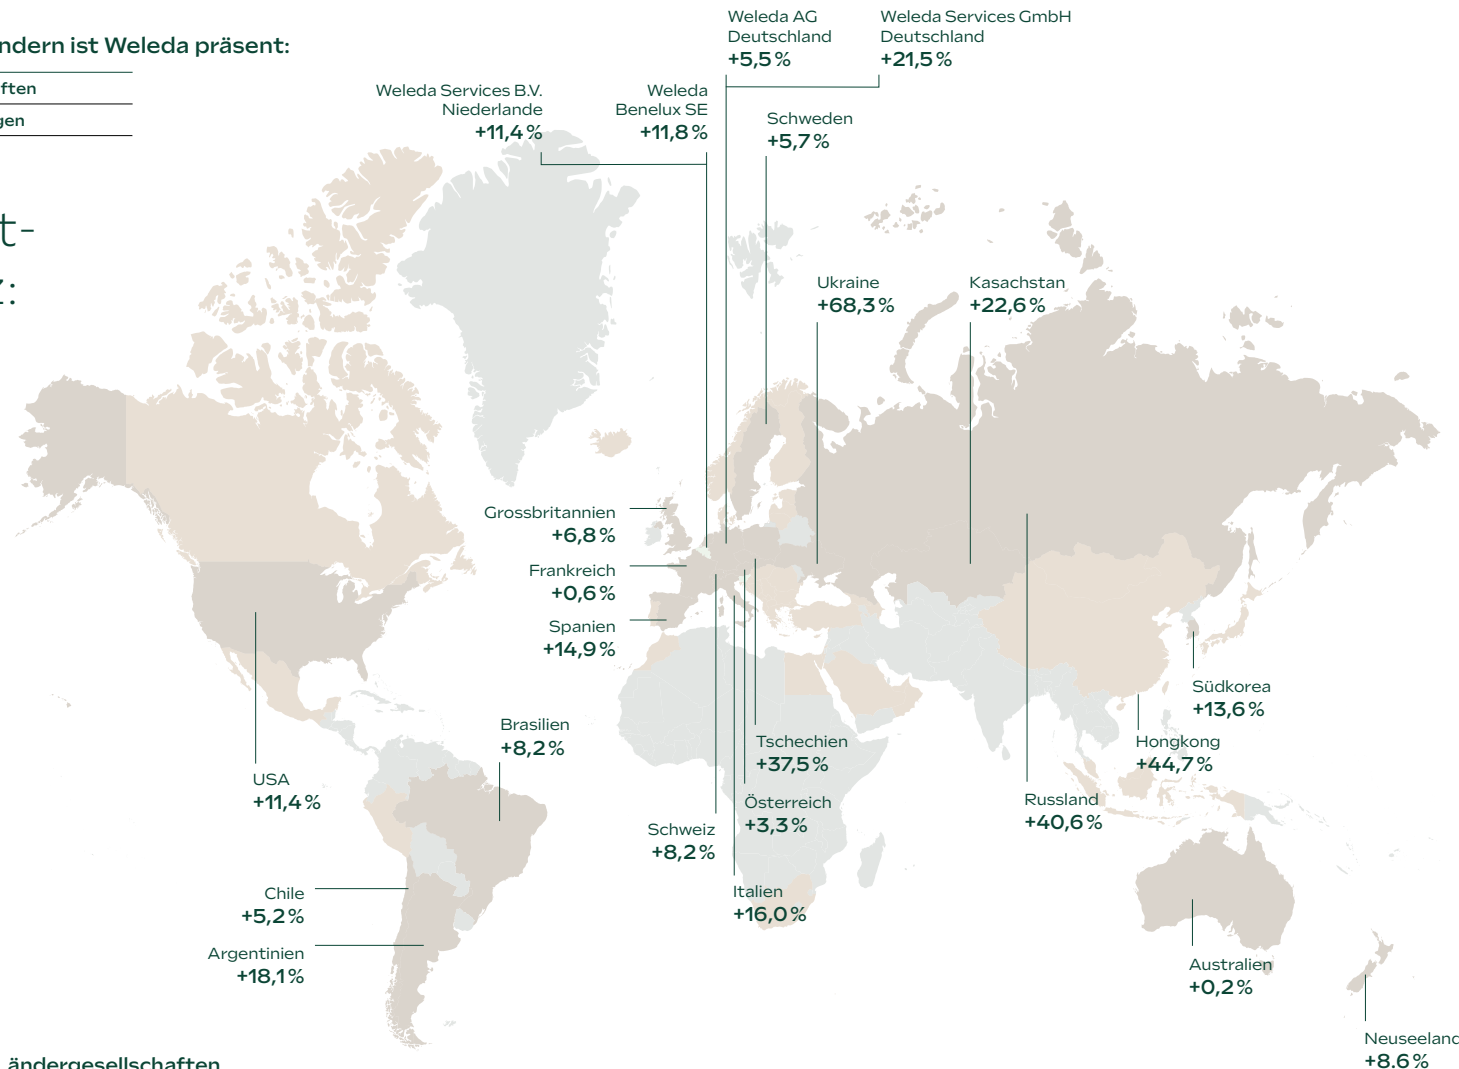 ndern ist Weleda präsent:
ften
gen
t-
z:
Weleda AG
Deutschland
+5,5 %
Weleda Services GmbH
Deutschland
+21,5 %
Weleda Services B.V.
Niederlande
+11,4 %
Weleda
Benelux SE
+11,8 %
Schweden
+5,7 %
Ukraine
+68,3 %
Kasachstan
+22,6 %
Grossbritannien
+6,8 %
Frankreich
+0,6 %
Spanien
+14,9 %
Südkorea
+13,6 %
Hongkong
+44,7 %
Brasilien
+8,2 %
Tschechien
+37,5 %
USA
+11,4 %
Österreich
+3,3 %
Russland
+40,6 %
Schweiz
+8,2 %
Italien
+16,0 %
Chile
+5,2 %
Argentinien
+18,1 %
Australien
+0,2 %
Neuseeland
+8.6 %
ändergesellschaften